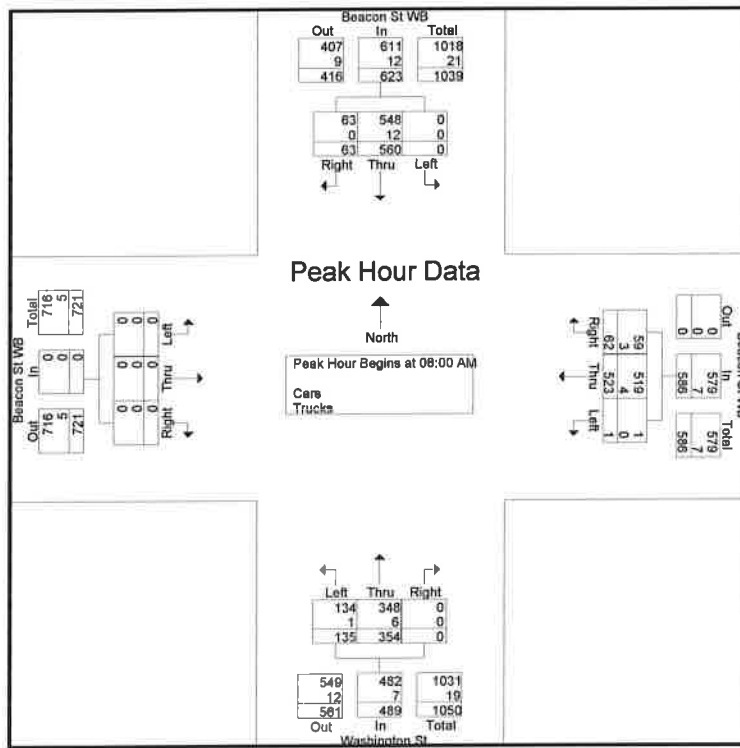 Beacon St WB
Out In Total
407 611 1018
9 12 21
416 623 1039
63 548 0
0 12 0
63 560 0
Right Thru Left
Peak Hour Data
North
Peak Hour Begins at 08:00 AM
Cars
Trucks
Beacon St WB
Total
716 5 721
In
0 0 0
Out
716 5 721
Left
0 0 0
Thru
0 0 0
Right
0 0 0
Right
59 3 62
Thru
519 4 523
Left
1 0 1
Out
0 0 0
In
579 7 586
Total
579 7 586
Left Thru Right
134 348 0
1 6 0
135 354 0
549 482 1031
12 7 19
561 489 1050
Out In Total
Washington St